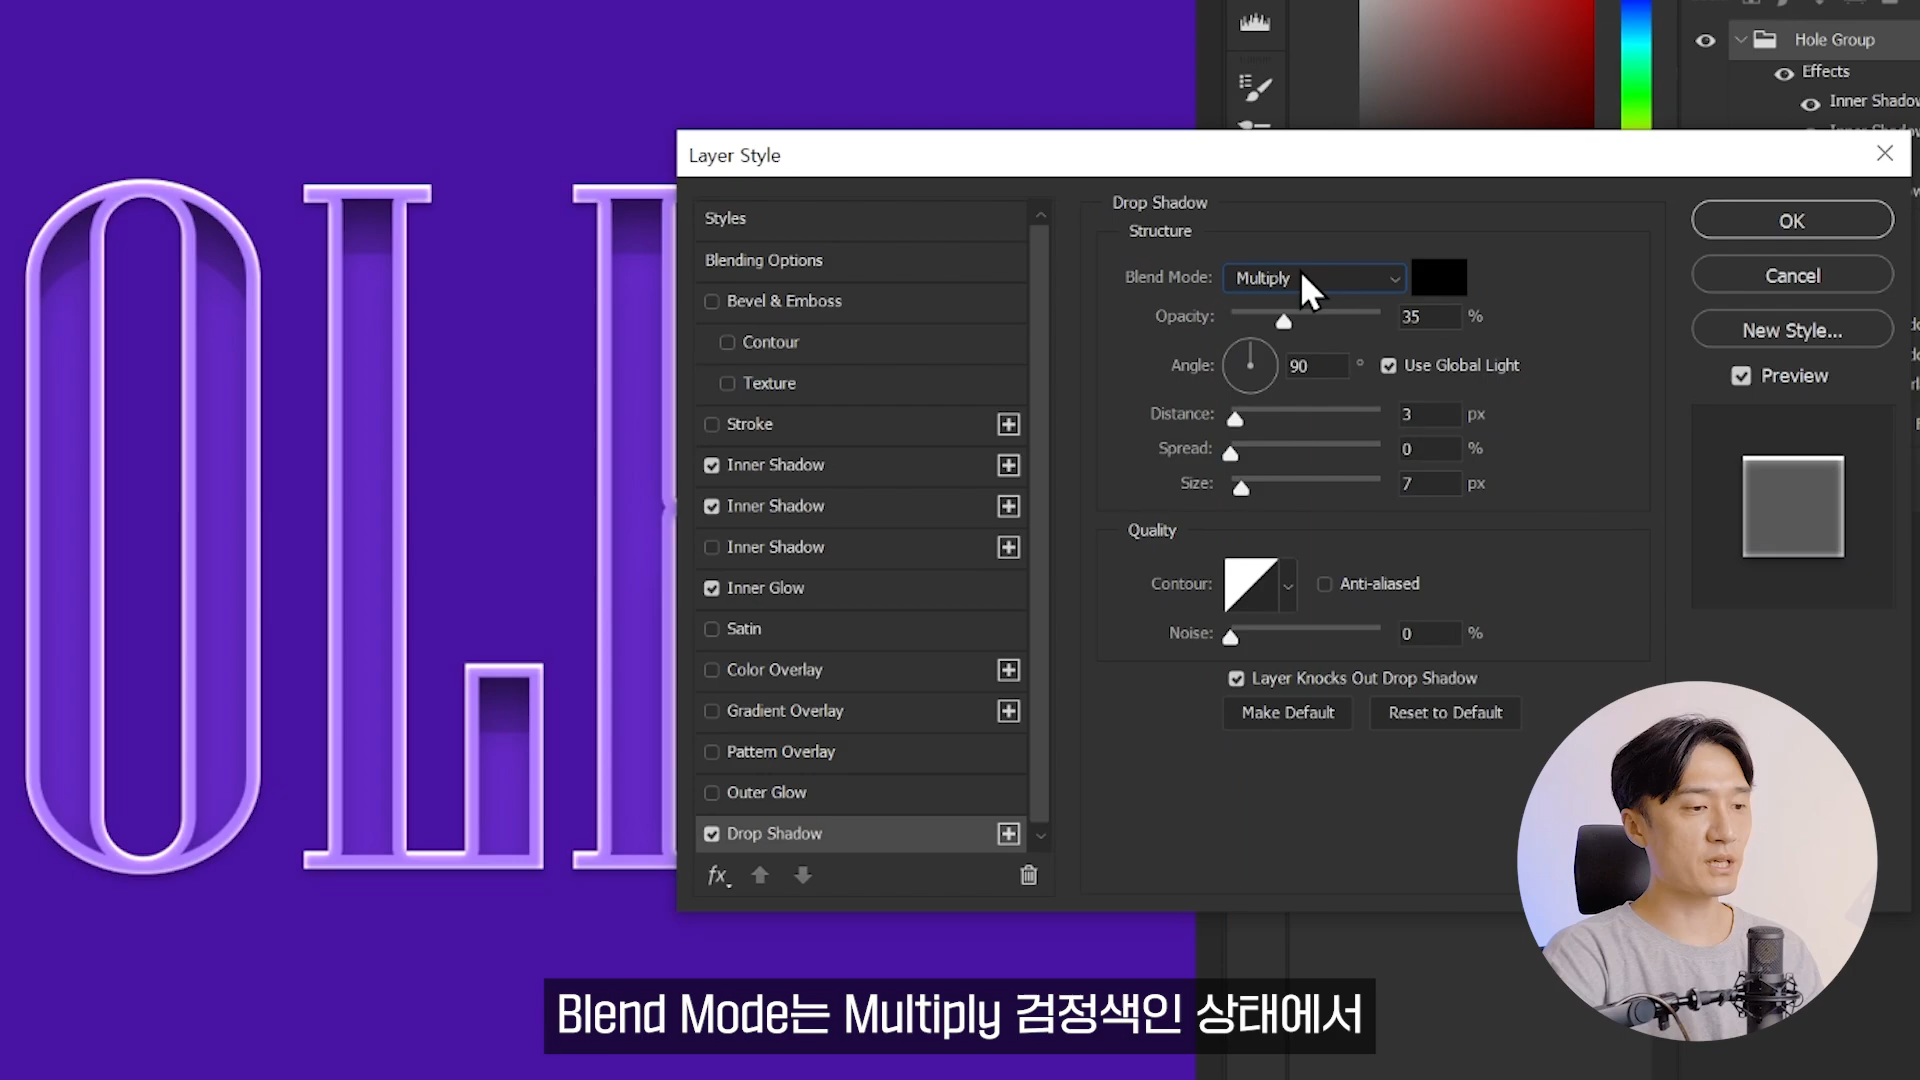 OL
Hole Group
Effects
Inner Shadow
Layer Style
Styles
Blending Options
Bevel & Emboss
Contour
Texture
Stroke
Inner Shadow
Inner Shadow
Inner Shadow
Inner Glow
Satin
Color Overlay
Gradient Overlay
Pattern Overlay
Outer Glow
Drop Shadow
fx
Drop Shadow
Structure
Blend Mode: Multiply
Opacity: 35 %
Angle: 90 ° Use Global Light
Distance: 3 px
Spread: 0 %
Size: 7 px
Quality
Contour: Anti-aliased
Noise: 0 %
Layer Knocks Out Drop Shadow
Make Default Reset to Default
OK
Cancel
New Style...
Preview
Blend Mode는 Multiply 검정색인 상태에서